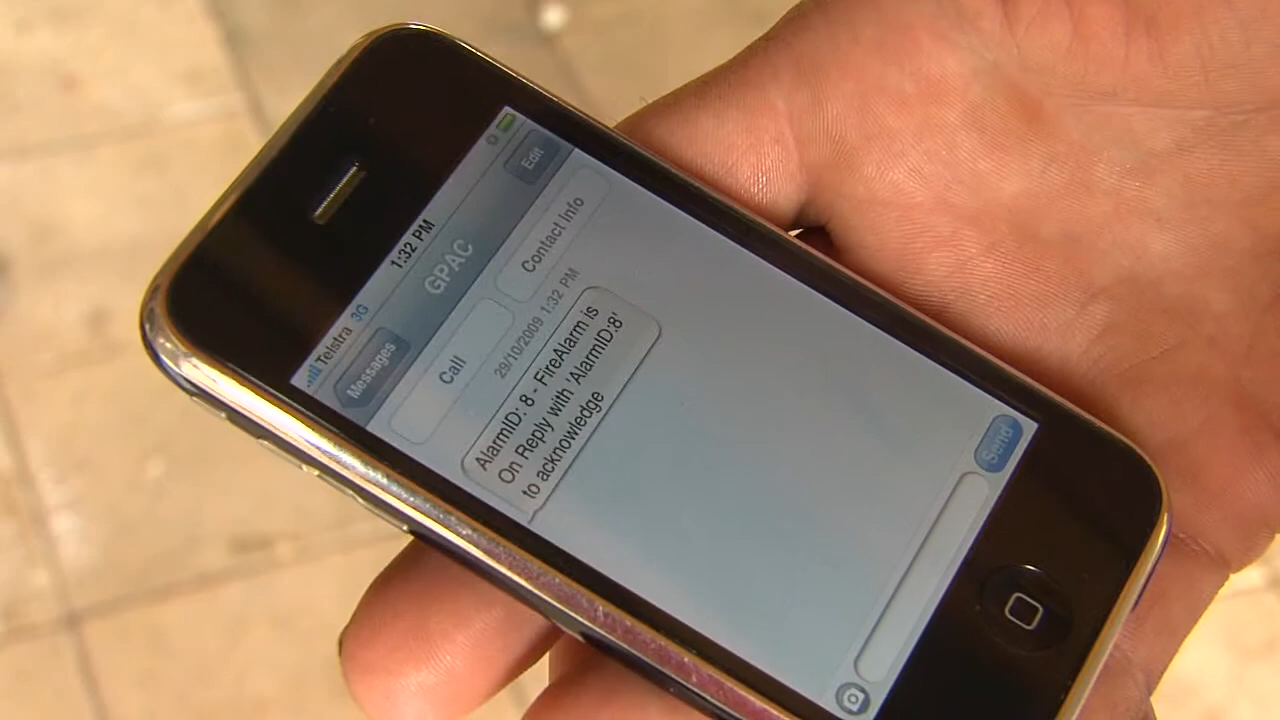 Telstra 3G 1:32 PM
Messages GPAC Edit
Call Contact Info
29/10/2009 1:32 PM
AlarmID: 8 - FireAlarm is
On Reply with 'AlarmID:8'
to acknowledge
Send